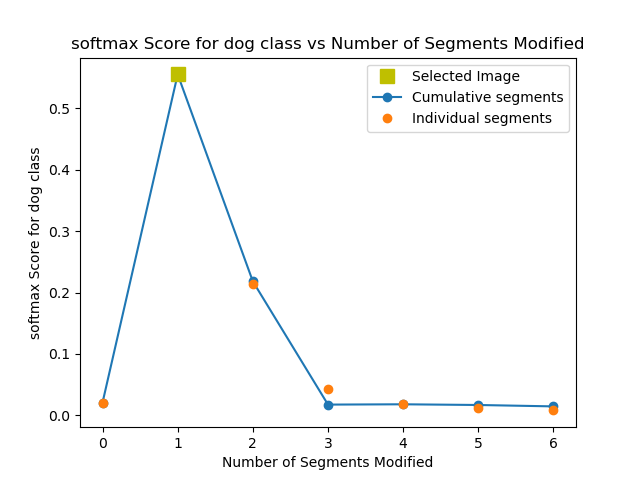 softmax Score for dog class vs Number of Segments Modified
Selected Image
Cumulative segments
Individual segments
softmax Score for dog class
0.5
0.4
0.3
0.2
0.1
0.0
0 1 2 3 4 5 6
Number of Segments Modified